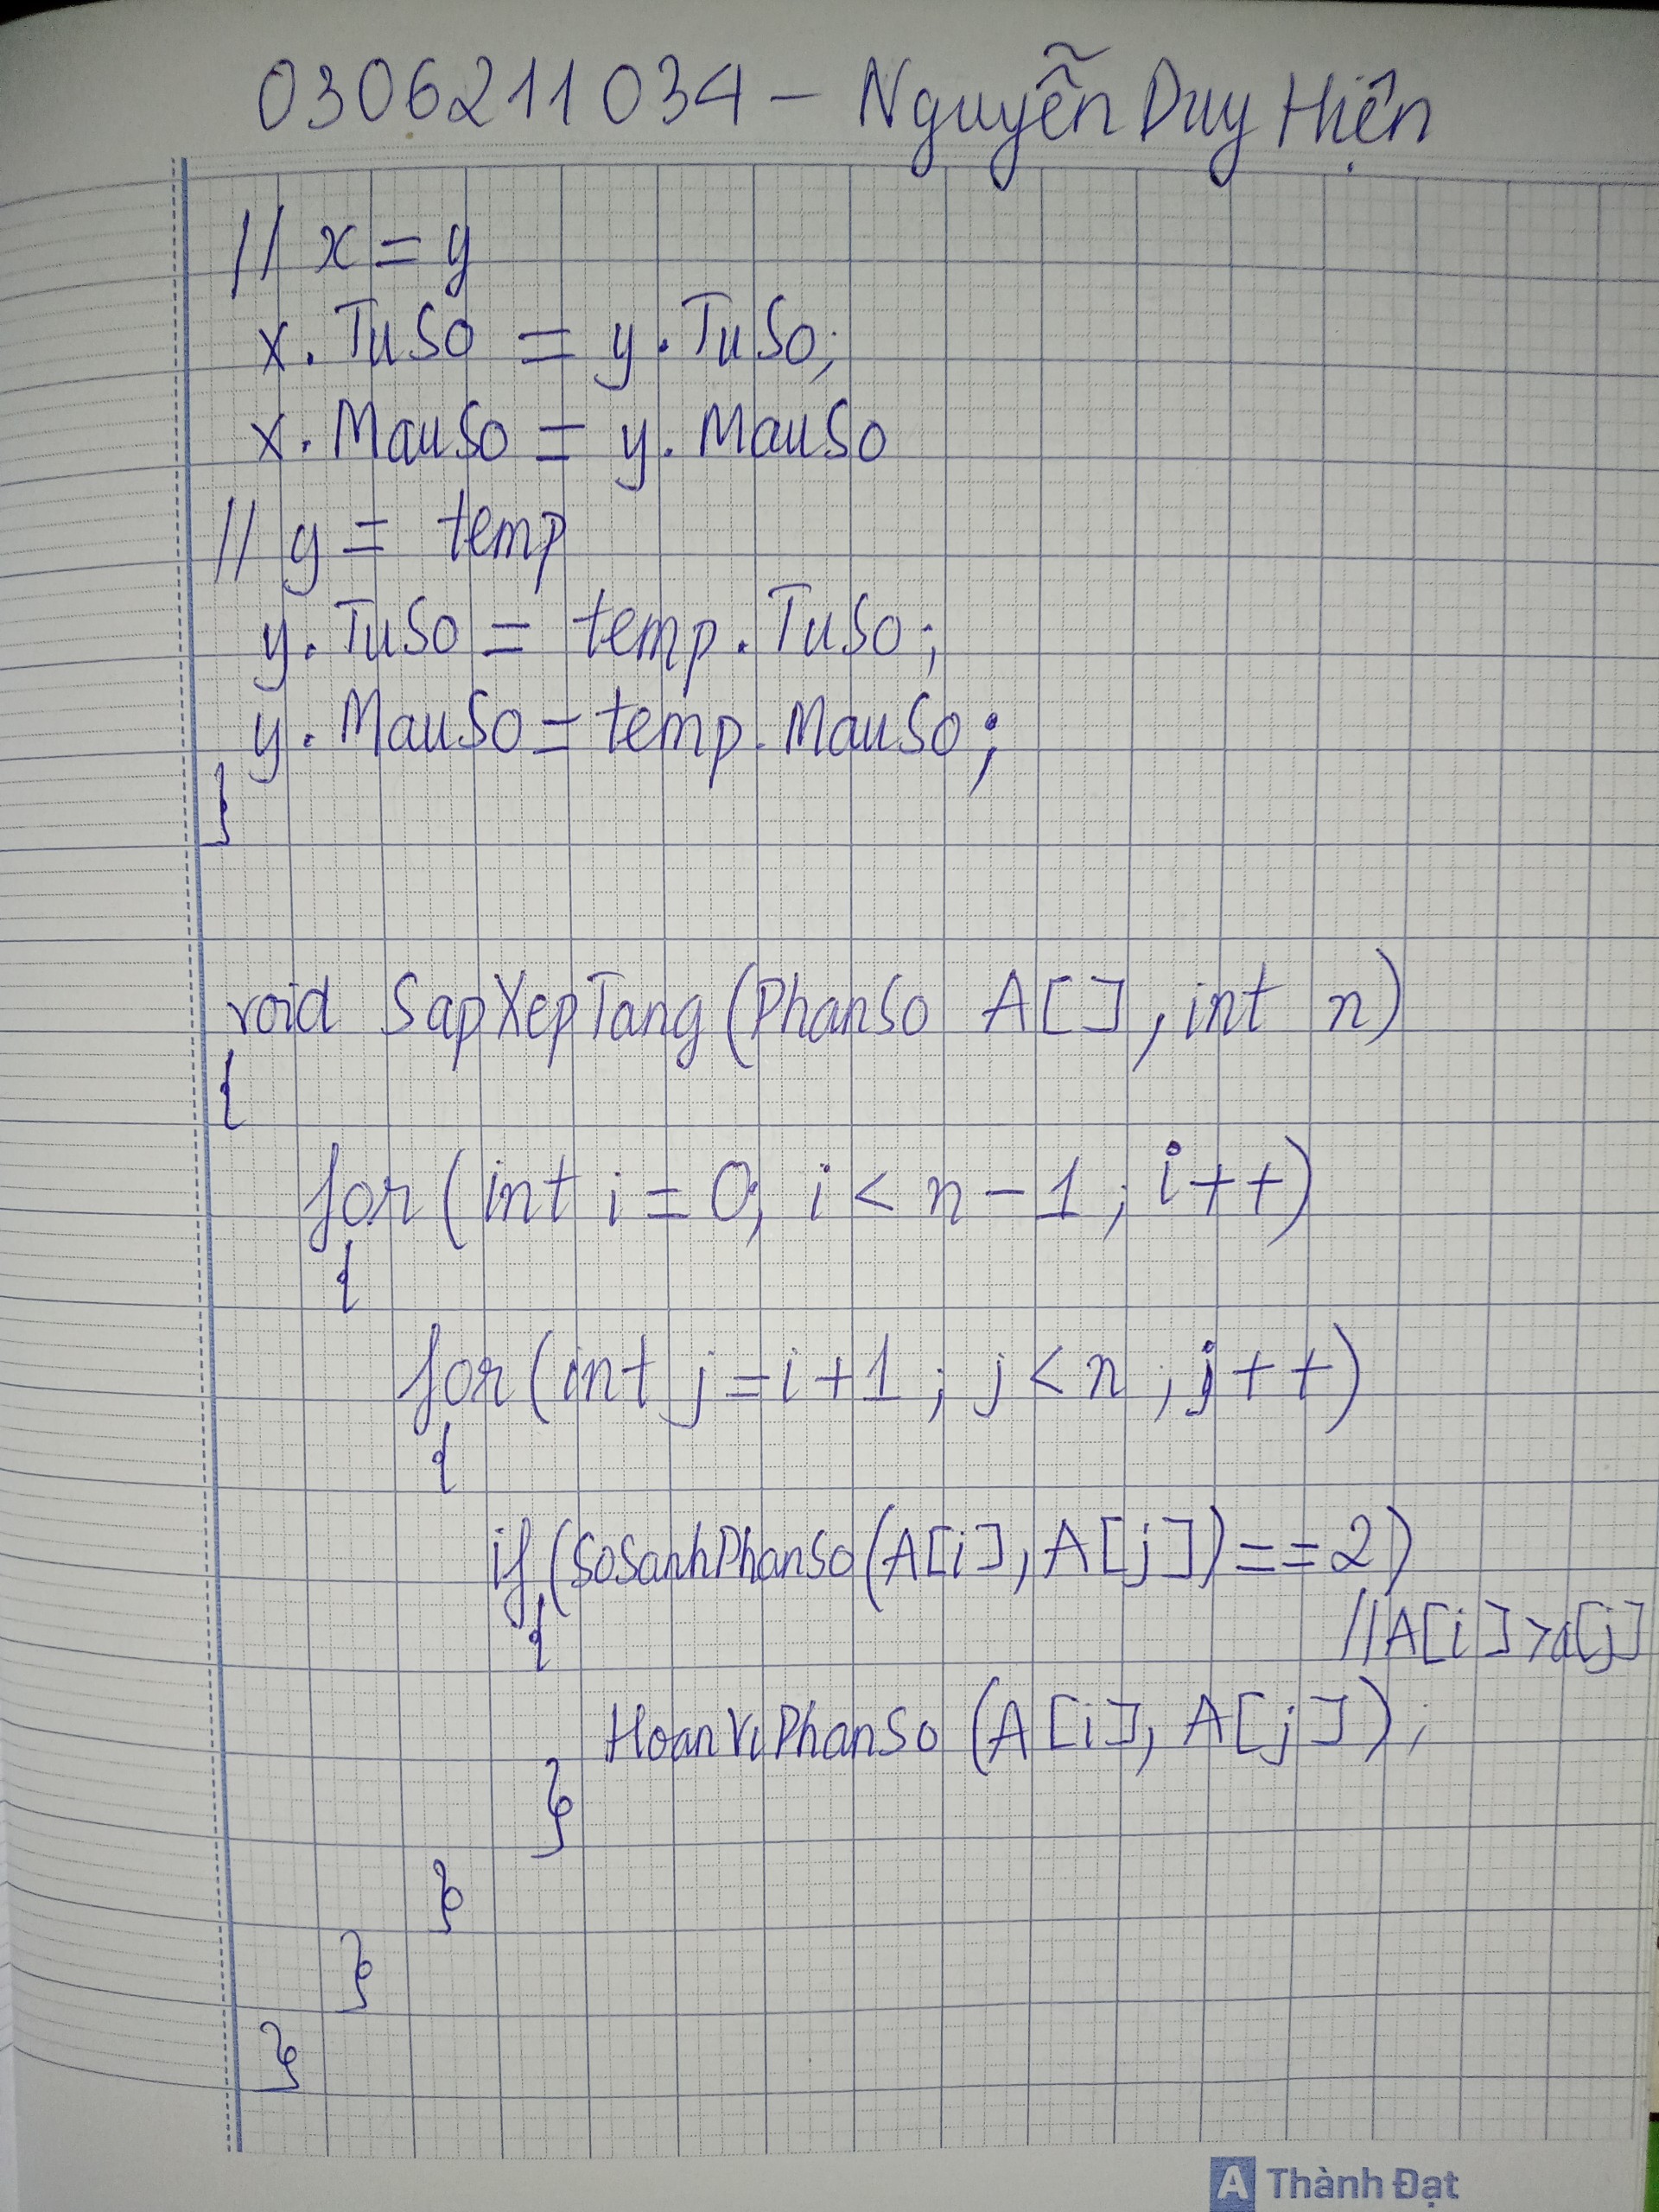 0306211034 - Nguyễn Duy Hiện
// x = y
x.TuSo = y.TuSo;
x.MauSo = y.MauSo
// y = temp
y.TuSo = temp.TuSo;
y.MauSo = temp.MauSo;
}
void SapXepTang(PhanSo A[], int n)
{
for(int i = 0; i < n - 1; i++)
{
for(int j = i + 1; j < n; j++)
{
if(SoSanhPhanSo(A[i], A[j]) == 2)
{ //A[i]>a[j]
HoanViPhanSo(A[i], A[j]);
}
}
}
}
A Thành Đạt